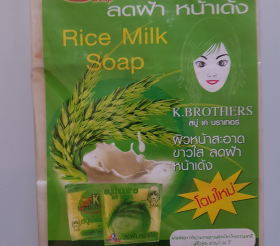 ลดฝ้า หน้าเด้ง
Rice Milk
Soap
K.BROTHERS
สบู่ เค บราเทอร์
ผิวหน้าสะอาด
ขาวใส ลดฝ้า
หน้าเด้ง
โฉมใหม่